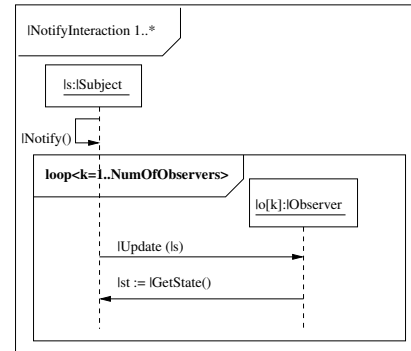 |NotifyInteraction 1..*
|s:|Subject
|Notify()
loop<k=1..NumOfObservers>
|o[k]:|Observer
|Update (|s)
|st := |GetState()